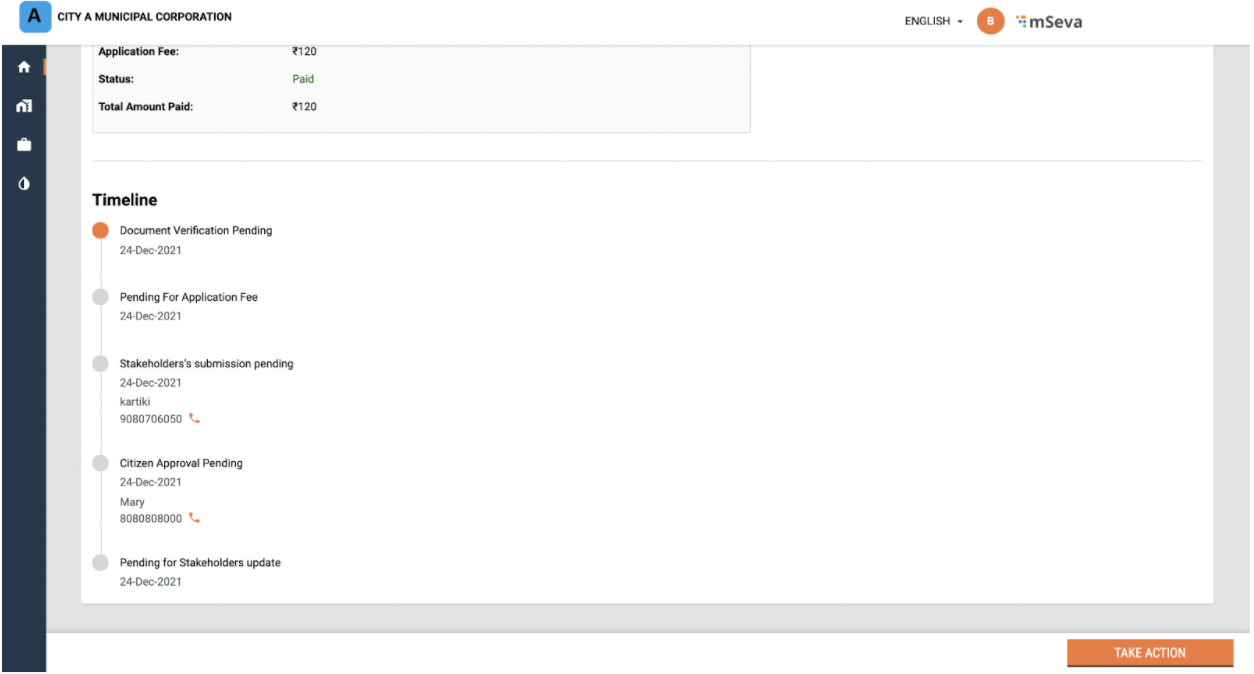 A CITY A MUNICIPAL CORPORATION ENGLISH B mSeva
Application Fee: ₹120
Status: Paid
Total Amount Paid: ₹120
Timeline
Document Verification Pending
24-Dec-2021
Pending For Application Fee
24-Dec-2021
Stakeholders's submission pending
24-Dec-2021
kartiki
9080706050
Citizen Approval Pending
24-Dec-2021
Mary
8080808000
Pending for Stakeholders update
24-Dec-2021
TAKE ACTION